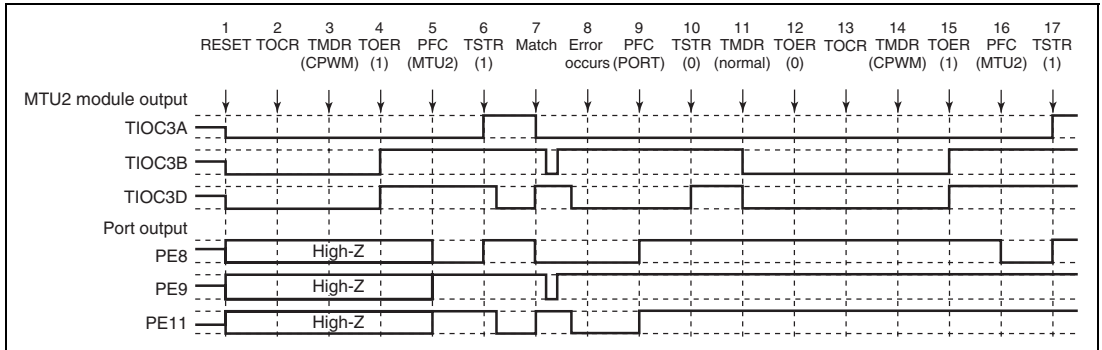 1 2 3 4 5 6 7 8 9 10 11 12 13 14 15 16 17
RESET TOCR TMDR TOER PFC TSTR Match Error PFC TSTR TMDR TOER TOCR TMDR TOER PFC TSTR
(CPWM) (1) (MTU2) (1) occurs (PORT) (0) (normal) (0) (CPWM) (1) (MTU2) (1)
MTU2 module output
TIOC3A
TIOC3B
TIOC3D
Port output
PE8 High-Z
PE9 High-Z
PE11 High-Z